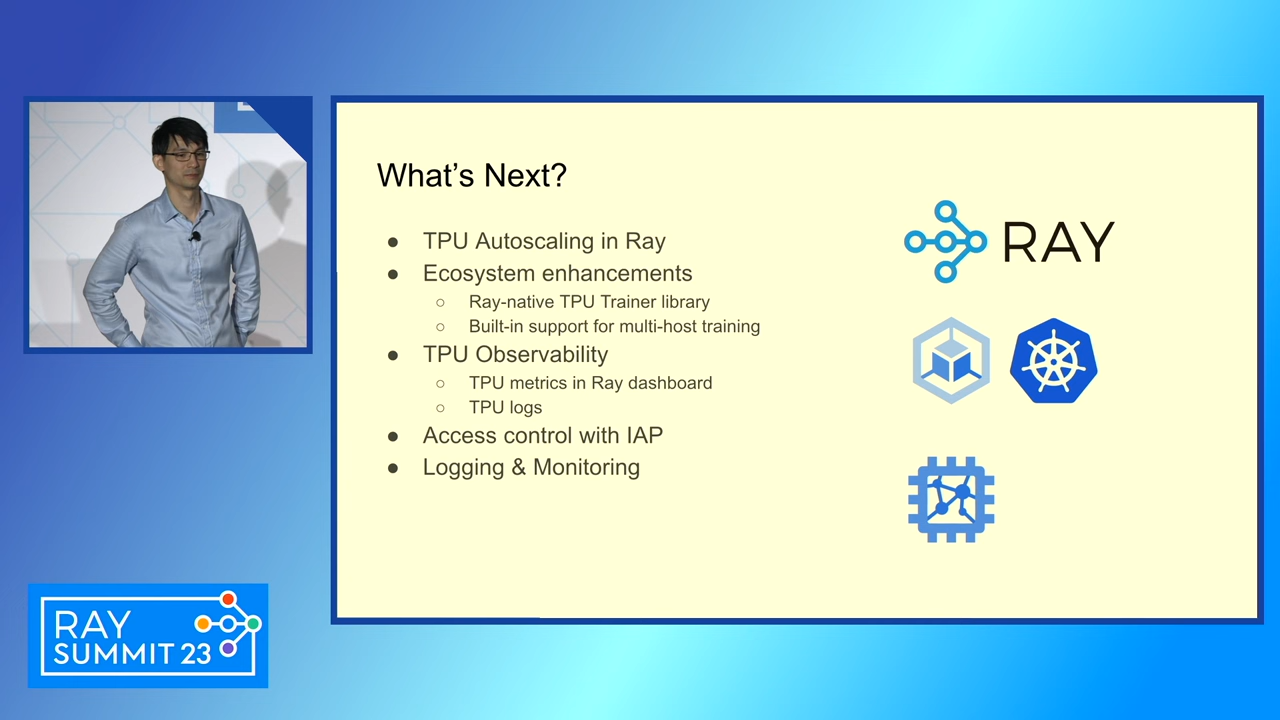 What's Next?
● TPU Autoscaling in Ray
● Ecosystem enhancements
○ Ray-native TPU Trainer library
○ Built-in support for multi-host training
● TPU Observability
○ TPU metrics in Ray dashboard
○ TPU logs
● Access control with IAP
● Logging & Monitoring
RAY
RAY
SUMMIT 23